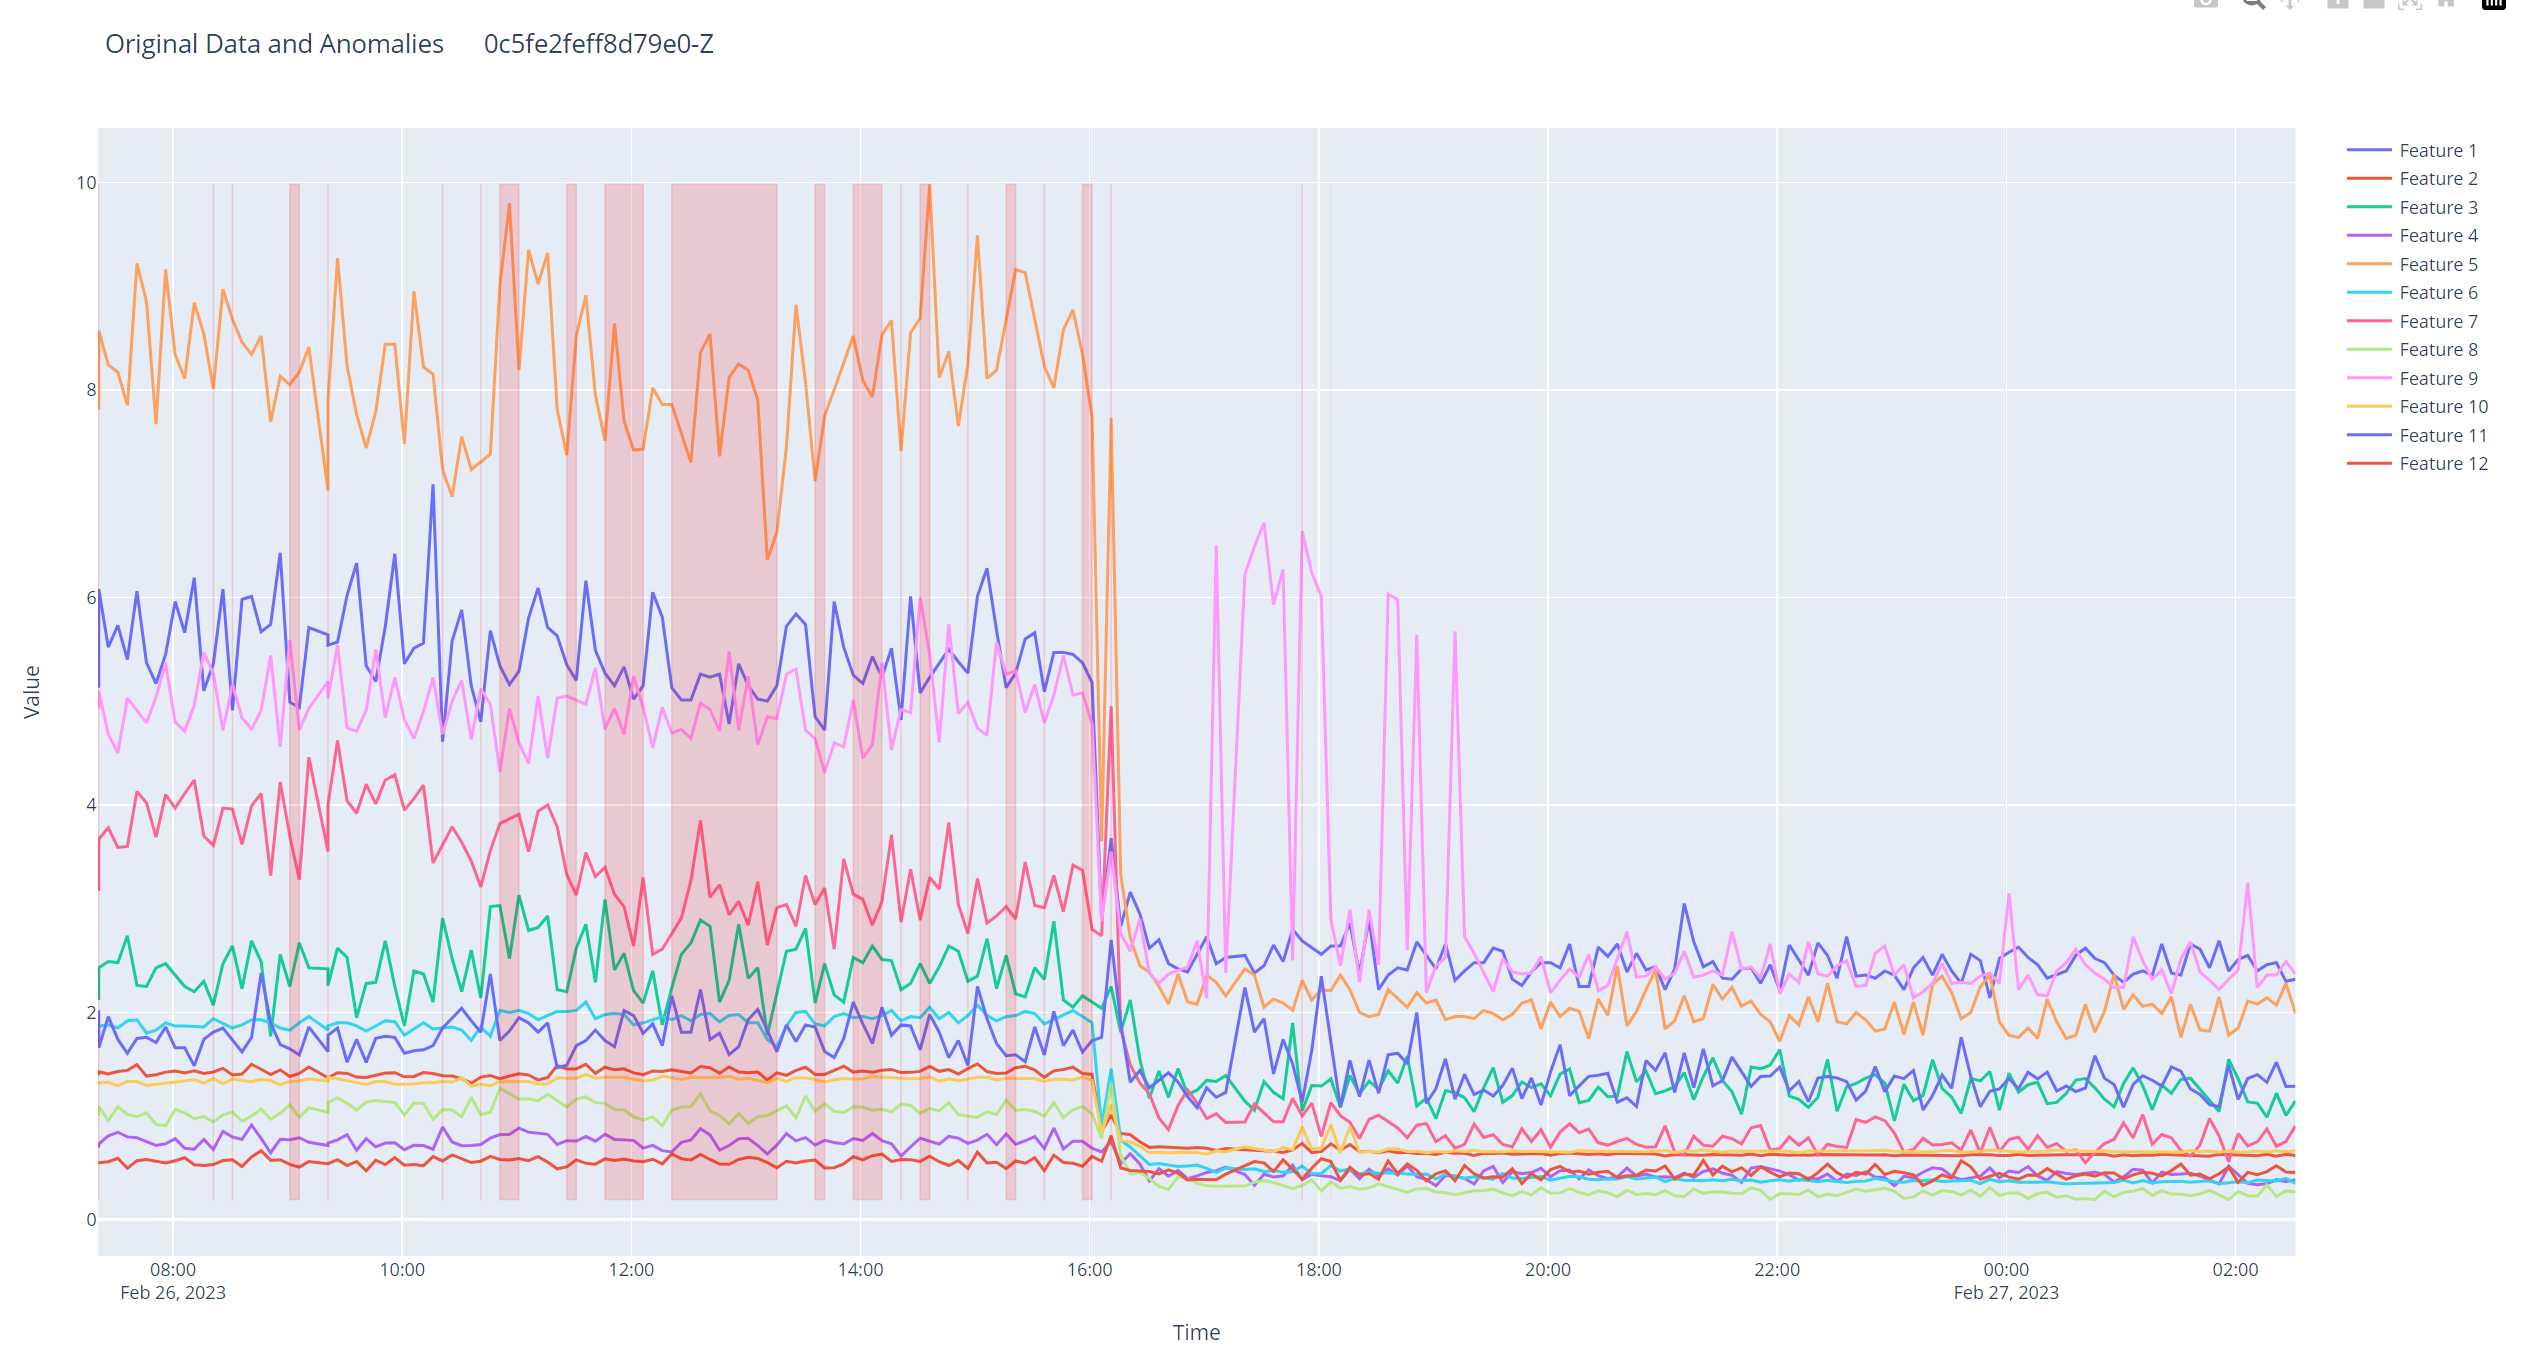 Original Data and Anomalies 0c5fe2feff8d79e0-Z
Value
10
8
6
4
2
0
08:00
Feb 26, 2023
10:00
12:00
14:00
16:00
18:00
20:00
22:00
00:00
Feb 27, 2023
02:00
Time
Feature 1
Feature 2
Feature 3
Feature 4
Feature 5
Feature 6
Feature 7
Feature 8
Feature 9
Feature 10
Feature 11
Feature 12